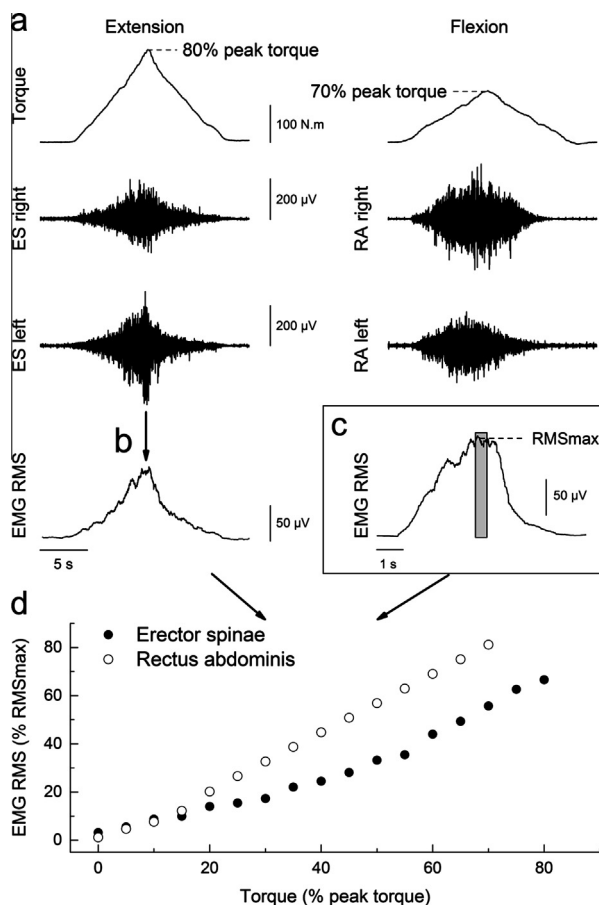 a
Extension
Flexion
80% peak torque
70% peak torque
Torque
100 N.m
ES right
200 µV
RA right
ES left
200 µV
RA left
b
EMG RMS
50 µV
5 s
c
EMG RMS
RMSmax
50 µV
1 s
d
Erector spinae
Rectus abdominis
EMG RMS (% RMSmax)
80
60
40
20
0
0 20 40 60 80
Torque (% peak torque)